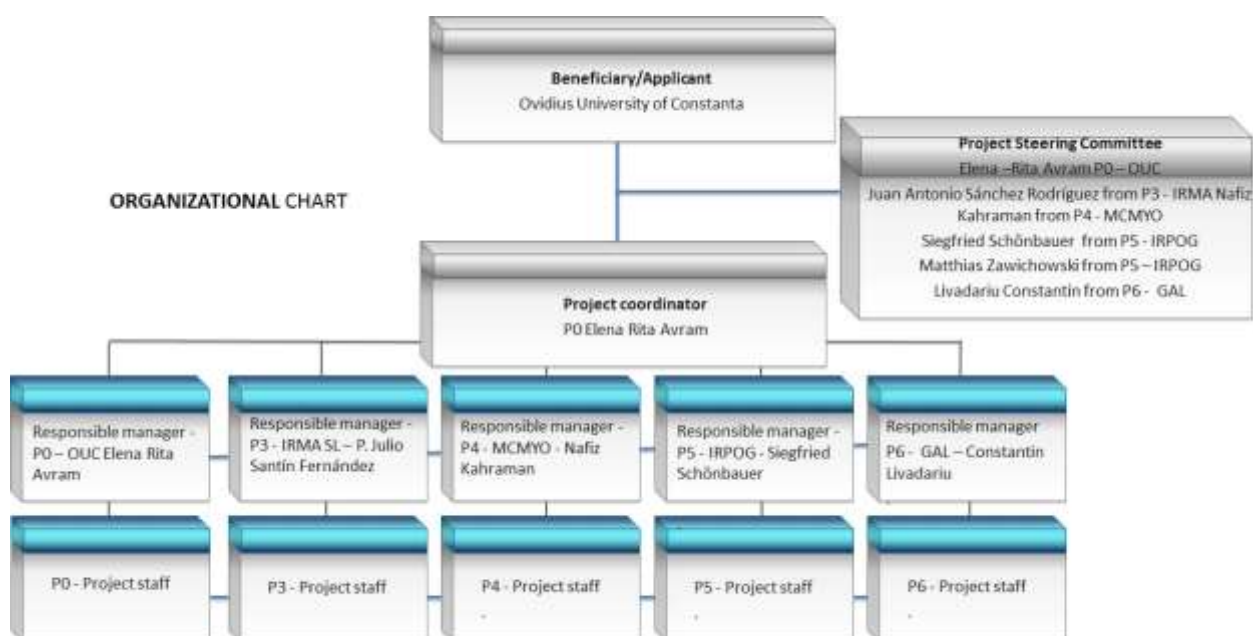 Beneficiary/Applicant
Ovidius University of Constanta
Project Steering Committee
Elena –Rita Avram P0 – OUC
Juan Antonio Sánchez Rodríguez from P3 - IRMA Nafiz
Kahraman from P4 - MCMYO
Siegfried Schönbauer from P5 - IRPOG
Matthias Zawichowski from P5 – IRPOG
Livadariu Constantin from P6 - GAL
ORGANIZATIONAL CHART
Project coordinator
P0 Elena Rita Avram
Responsible manager -
P0 – OUC Elena Rita
Avram
Responsible manager -
P3 - IRMA SL – P. Julio
Santín Fernández
Responsible manager -
P4 - MCMYO - Nafiz
Kahraman
Responsible manager -
P5 - IRPOG - Siegfried
Schönbauer
Responsible manager
P6 - GAL – Constantin
Livadariu
P0 - Project staff
P3 - Project staff
P4 - Project staff
P5 - Project staff
P6 - Project staff